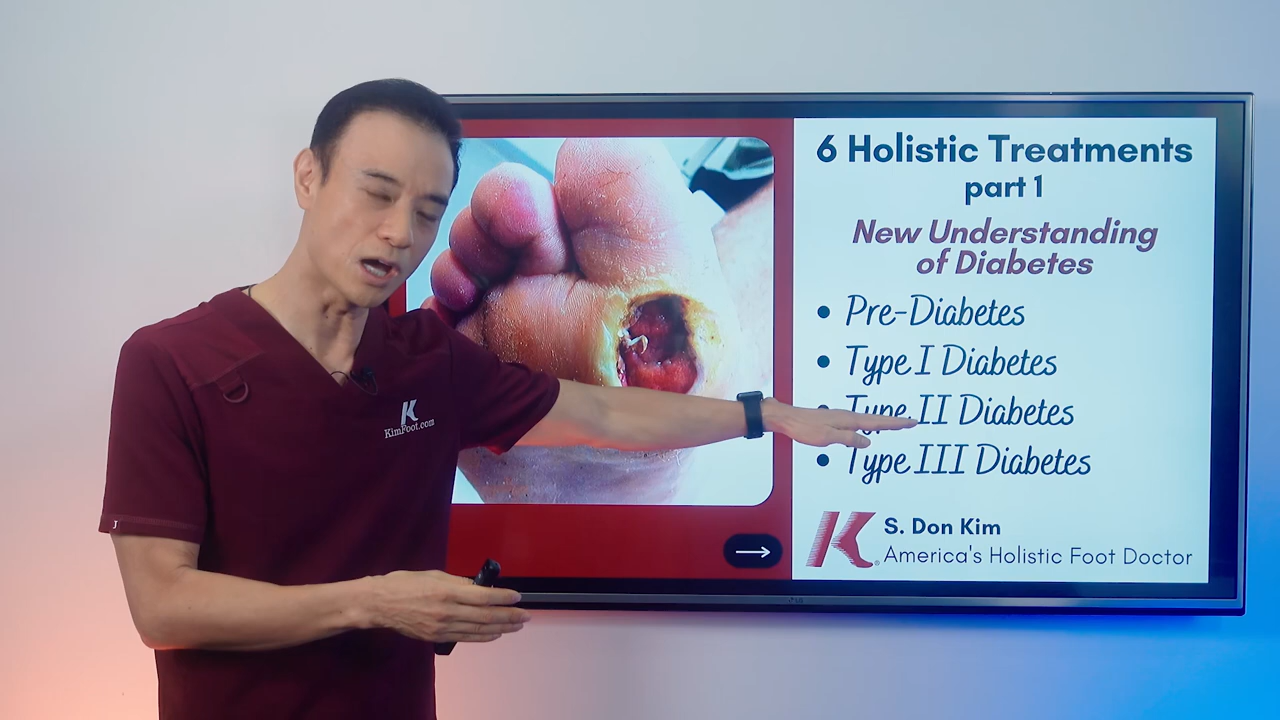 6 Holistic Treatments
part 1
New Understanding
of Diabetes
• Pre-Diabetes
• Type I Diabetes
• Type II Diabetes
• Type III Diabetes
K S. Don Kim
America's Holistic Foot Doctor
K
KimFoot.com
LG